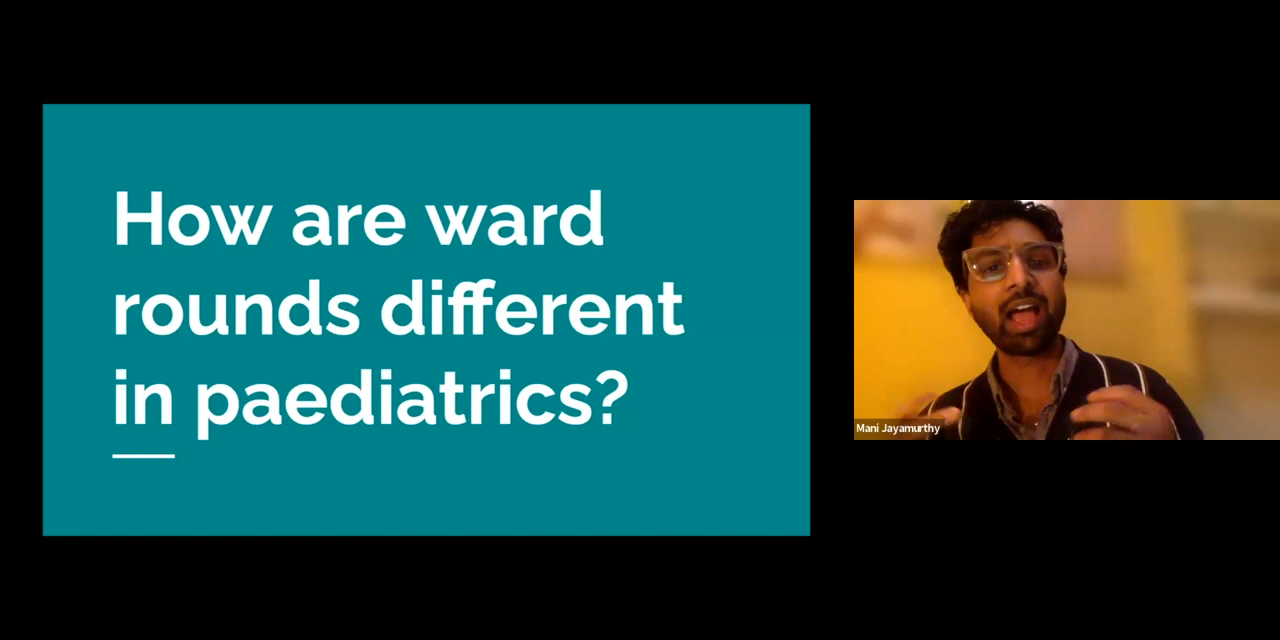 How are ward
rounds different
in paediatrics?
Mani Jayamurthy